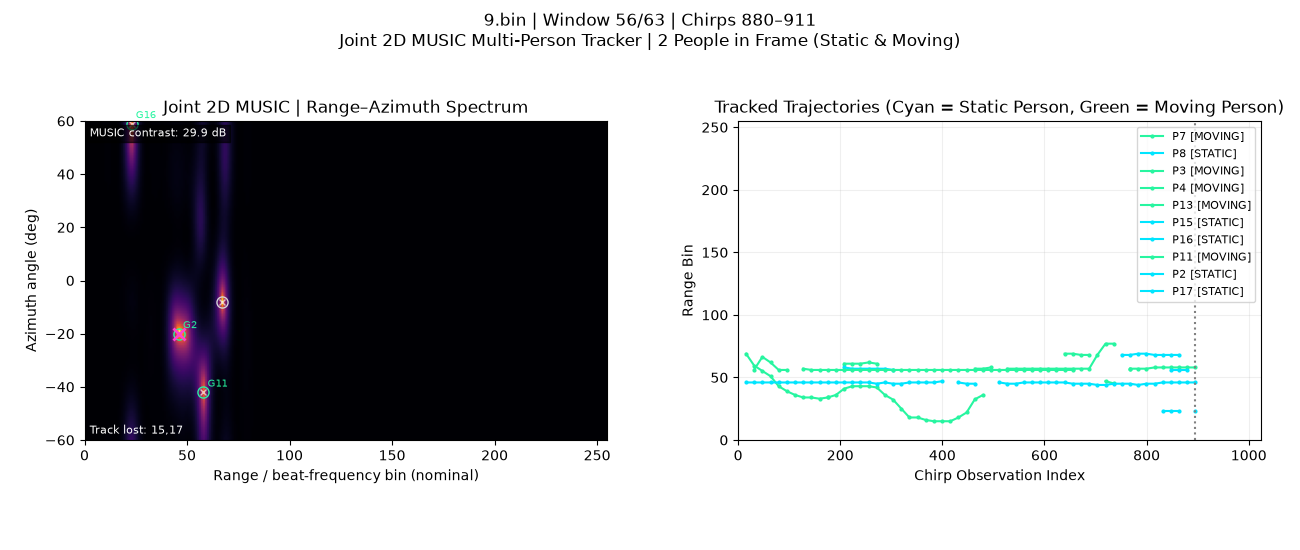 9.bin | Window 56/63 | Chirps 880–911
Joint 2D MUSIC Multi-Person Tracker | 2 People in Frame (Static & Moving)
Joint 2D MUSIC | Range–Azimuth Spectrum
G16
MUSIC contrast: 29.9 dB
G2
G11
Track lost: 15,17
60
40
20
0
−20
−40
−60
Azimuth angle (deg)
0
50
100
150
200
250
Range / beat-frequency bin (nominal)
Tracked Trajectories (Cyan = Static Person, Green = Moving Person)
P7 [MOVING]
P8 [STATIC]
P3 [MOVING]
P4 [MOVING]
P13 [MOVING]
P15 [STATIC]
P16 [STATIC]
P11 [MOVING]
P2 [STATIC]
P17 [STATIC]
250
200
150
100
50
0
Range Bin
0
200
400
600
800
1000
Chirp Observation Index